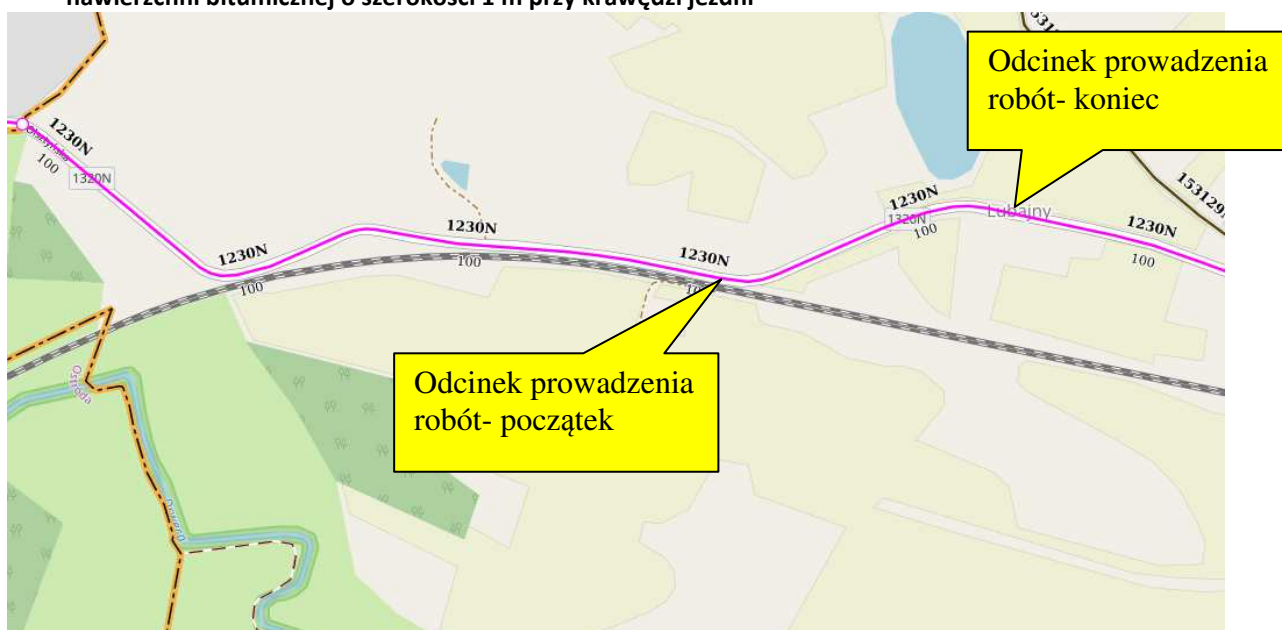 nawierzchni bitumicznej o szerokości 1 m przy krawędzi jezdni
Odcinek prowadzenia
robót- koniec
1230N
100
1320N
1230N
1320N
100
Lubajny
153129N
1230N
100
1230N
100
1230N
100
1230N
Odcinek prowadzenia
robót- początek